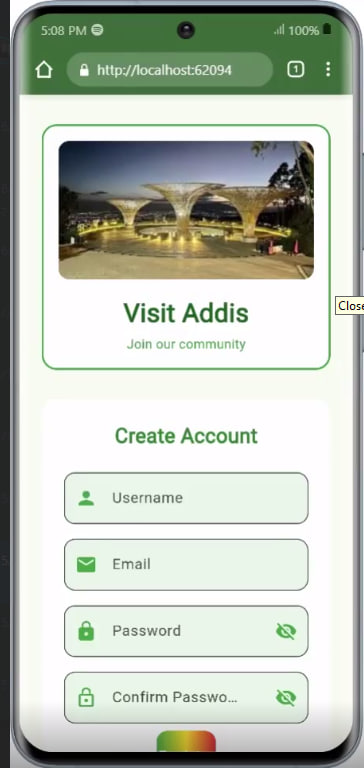 5:08 PM
100%
http://localhost:62094
1
Close
Visit Addis
Join our community
Create Account
Username
Email
Password
Confirm Passwo...